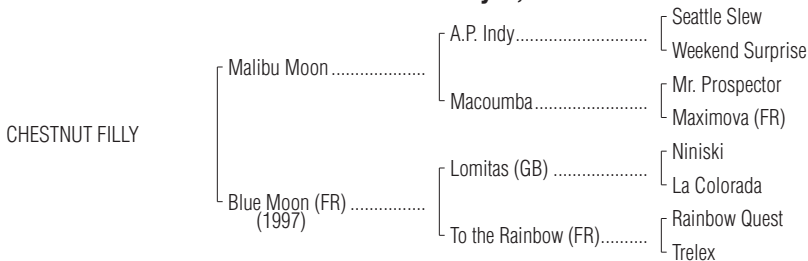 Seattle Slew
A.P. Indy
Weekend Surprise
Malibu Moon
Mr. Prospector
Macoumba
Maximova (FR)
CHESTNUT FILLY
Niniski
Lomitas (GB)
La Colorada
Blue Moon (FR)
(1997)
Rainbow Quest
To the Rainbow (FR)
Trelex